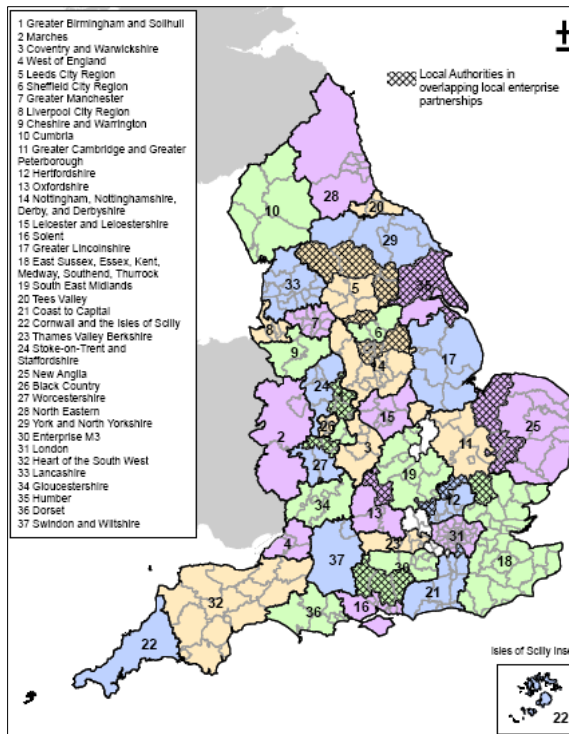 1 Greater Birmingham and Solihull
2 Marches
3 Coventry and Warwickshire
4 West of England
5 Leeds City Region
6 Sheffield City Region
7 Greater Manchester
8 Liverpool City Region
9 Cheshire and Warrington
10 Cumbria
11 Greater Cambridge and Greater
Peterborough
12 Hertfordshire
13 Oxfordshire
14 Nottingham, Nottinghamshire,
Derby, and Derbyshire
15 Leicester and Leicestershire
16 Solent
17 Greater Lincolnshire
18 East Sussex, Essex, Kent,
Medway, Southend, Thurrock
19 South East Midlands
20 Tees Valley
21 Coast to Capital
22 Cornwall and the Isles of Scilly
23 Thames Valley Berkshire
24 Stoke-on-Trent and
Staffordshire
25 New Anglia
26 Black Country
27 Worcestershire
28 North Eastern
29 York and North Yorkshire
30 Enterprise M3
31 London
32 Heart of the South West
33 Lancashire
34 Gloucestershire
35 Humber
36 Dorset
37 Swindon and Wiltshire
Local Authorities in
overlapping local enterprise
partnerships
28
10
20
29
33
5
35
7
8
6
9
17
14
24
25
15
2
26
3
11
27
19
12
34
13
31
4
23
37
30
18
32
21
16
36
22
Isles of Scilly Inse
22